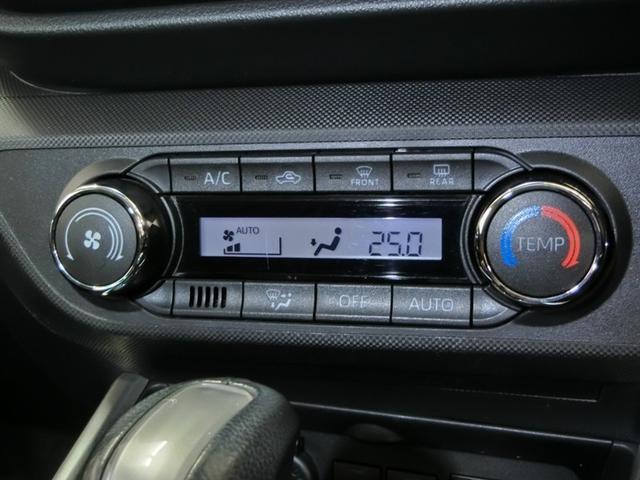 A/C
FRONT
REAR
AUTO
25.0
TEMP
OFF
AUTO